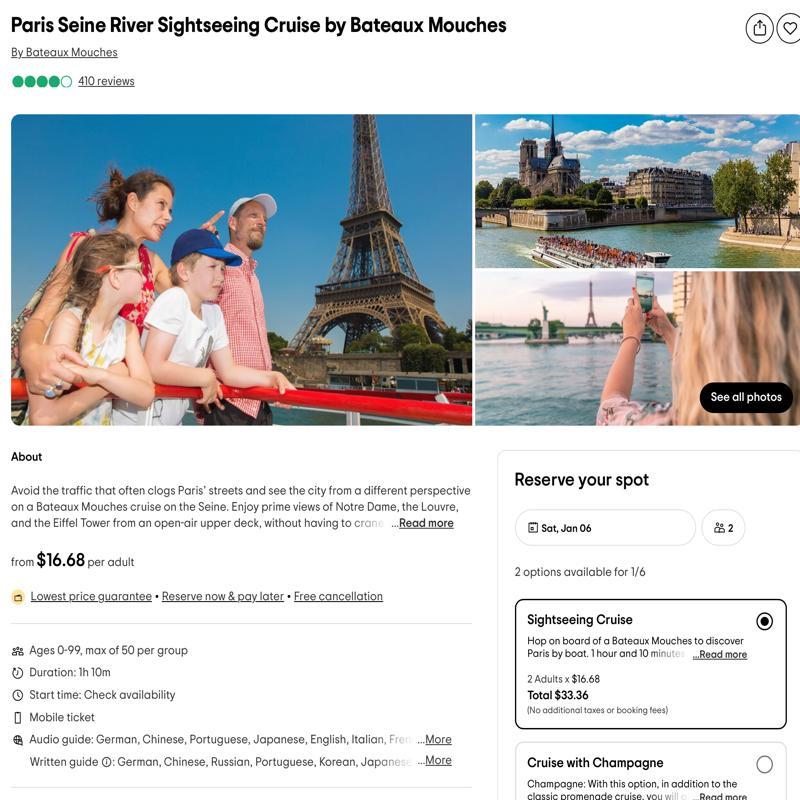 Paris Seine River Sightseeing Cruise by Bateaux Mouches
By Bateaux Mouches
410 reviews
See all photos
About
Avoid the traffic that often clogs Paris' streets and see the city from a different perspective
on a Bateaux Mouches cruise on the Seine. Enjoy prime views of Notre Dame, the Louvre,
and the Eiffel Tower from an open-air upper deck, without having to crane ...Read more
from $16.68 per adult
Lowest price guarantee • Reserve now & pay later • Free cancellation
Ages 0-99, max of 50 per group
Duration: 1h 10m
Start time: Check availability
Mobile ticket
Audio guide: German, Chinese, Portuguese, Japanese, English, Italian, Fren ...More
Written guide: German, Chinese, Russian, Portuguese, Korean, Japanese ...More
Reserve your spot
Sat, Jan 06
2
2 options available for 1/6
Sightseeing Cruise
Hop on board of a Bateaux Mouches to discover
Paris by boat. 1 hour and 10 minutes ...Read more
2 Adults x $16.68
Total $33.36
(No additional taxes or booking fees)
Cruise with Champagne
Champagne: With this option, in addition to the
classic promenade cruise, you will ...Read more